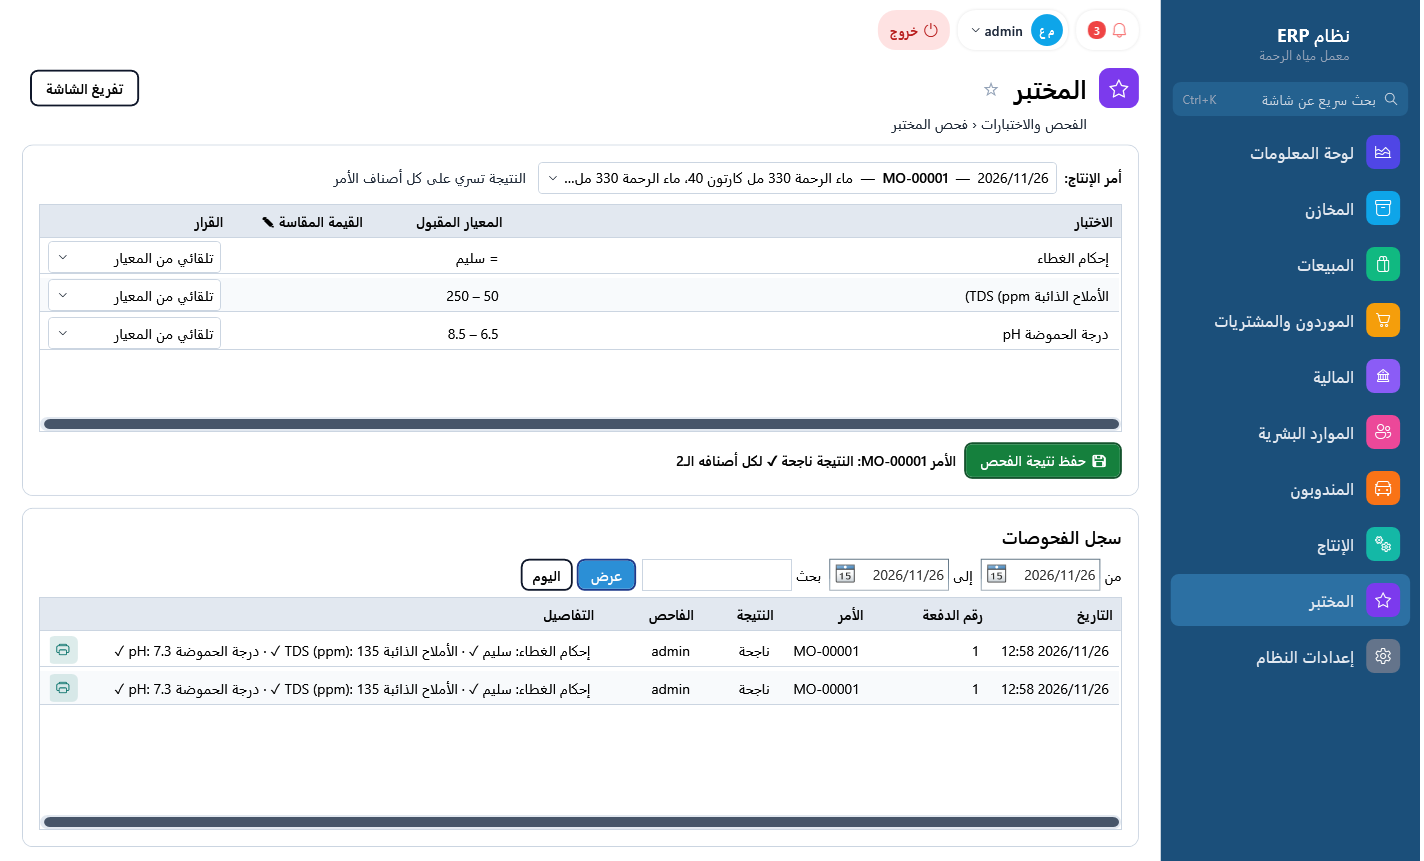 نظام ERP
معمل مياه الرحمة
بحث سريع عن شاشة Ctrl+K
لوحة المعلومات
المخازن
المبيعات
الموردون والمشتريات
المالية
الموارد البشرية
المندوبون
الإنتاج
المختبر
إعدادات النظام
3
م ع admin
خروج
المختبر
تفريغ الشاشة
الفحص والاختبارات › فحص المختبر
أمر الإنتاج: 2026/11/26 — MO-00001 — ماء الرحمة 330 مل كارتون 40، ماء الرحمة 330 مل... النتيجة تسري على كل أصناف الأمر
الاختبار المعيار المقبول القيمة المقاسة ✎ القرار
إحكام الغطاء = سليم تلقائي من المعيار
الأملاح الذائبة TDS (ppm) 50 – 250 تلقائي من المعيار
درجة الحموضة pH 6.5 – 8.5 تلقائي من المعيار
حفظ نتيجة الفحص الأمر MO-00001: النتيجة ناجحة ✓ لكل أصنافه الـ2
سجل الفحوصات
من 2026/11/26 15 إلى 2026/11/26 15 بحث عرض اليوم
التاريخ رقم الدفعة الأمر النتيجة الفاحص التفاصيل
2026/11/26 12:58 1 MO-00001 ناجحة admin إحكام الغطاء: سليم ✓ · الأملاح الذائبة TDS (ppm): 135 ✓ · درجة الحموضة pH: 7.3 ✓
2026/11/26 12:58 1 MO-00001 ناجحة admin إحكام الغطاء: سليم ✓ · الأملاح الذائبة TDS (ppm): 135 ✓ · درجة الحموضة pH: 7.3 ✓